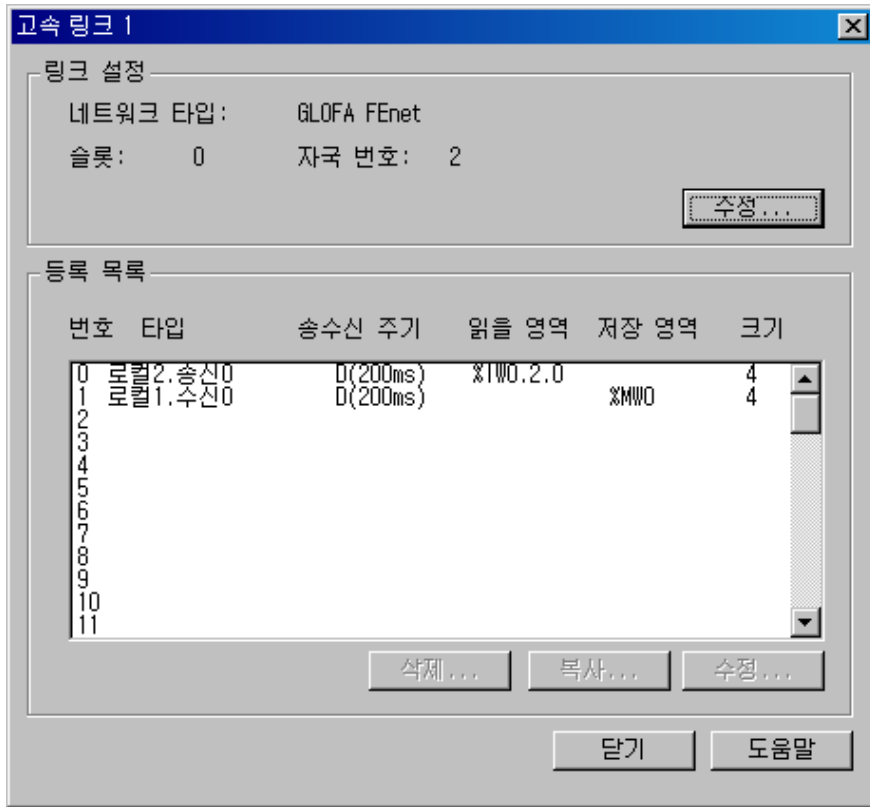 고속 링크 1
링크 설정
네트워크 타입: GLOFA FEnet
슬롯: 0 자국 번호: 2
수정...
등록 목록
번호 타입 송수신 주기 읽을 영역 저장 영역 크기
0 로컬2.송신0 D(200ms) %IW0.2.0 4
1 로컬1.수신0 D(200ms) %MW0 4
2
3
4
5
6
7
8
9
10
11
삭제... 복사... 수정...
닫기 도움말